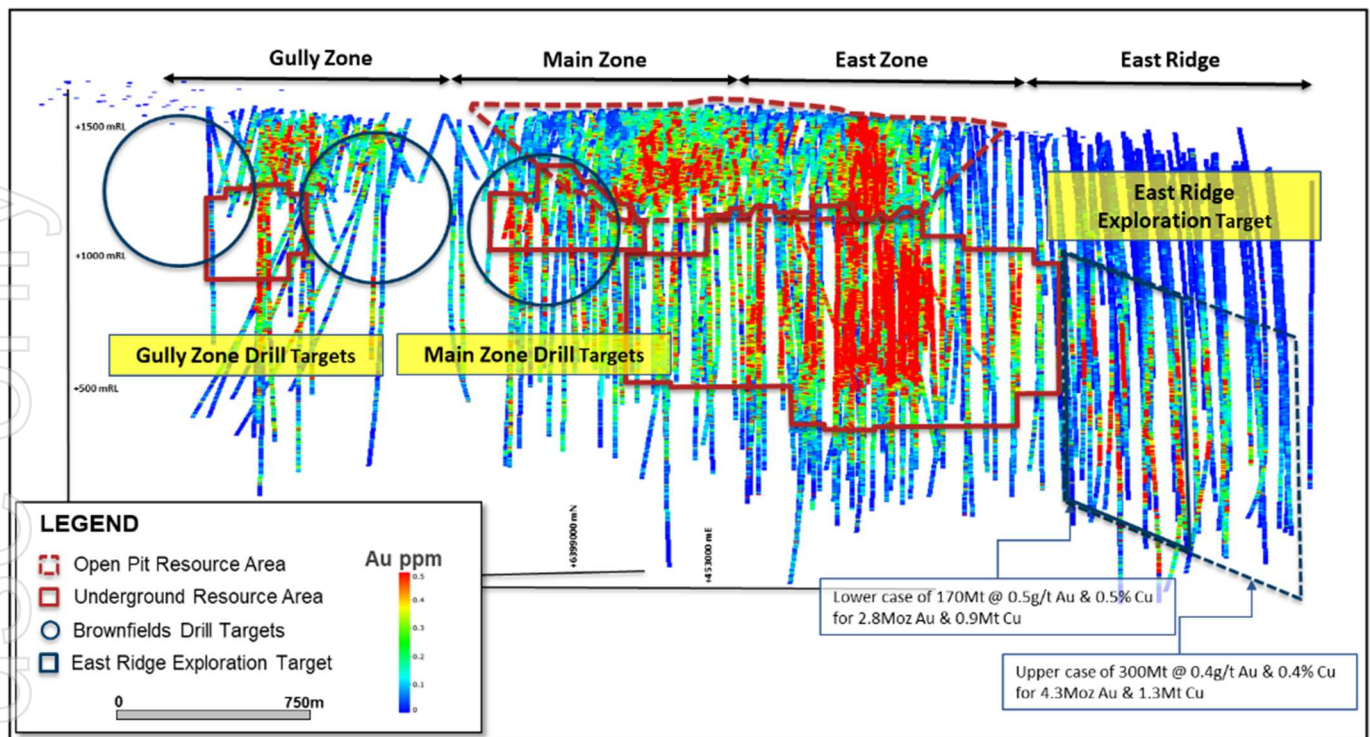 Gully Zone
Main Zone
East Zone
East Ridge
+1500 mRL
+1000 mRL
+500 mRL
East Ridge
Exploration Target
Gully Zone Drill Targets
Main Zone Drill Targets
+6399000 mN
+453000 mE
Lower case of 170Mt @ 0.5g/t Au & 0.5% Cu
for 2.8Moz Au & 0.9Mt Cu
Upper case of 300Mt @ 0.4g/t Au & 0.4% Cu
for 4.3Moz Au & 1.3Mt Cu
LEGEND
Open Pit Resource Area
Underground Resource Area
Brownfields Drill Targets
East Ridge Exploration Target
0 750m
Au ppm
0.5
0.4
0.3
0.2
0.1
0